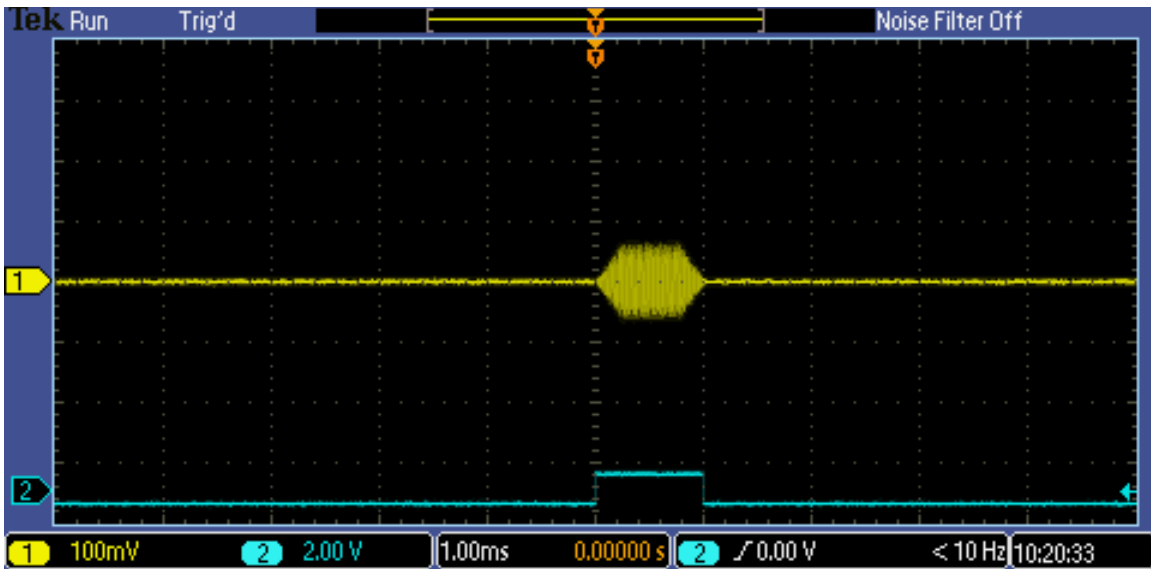 Tek Run Trig'd Noise Filter Off
T
T
1
2
1 100mV 2 2.00 V 1.00ms 0.00000 s 2 0.00 V < 10 Hz 10:20:33